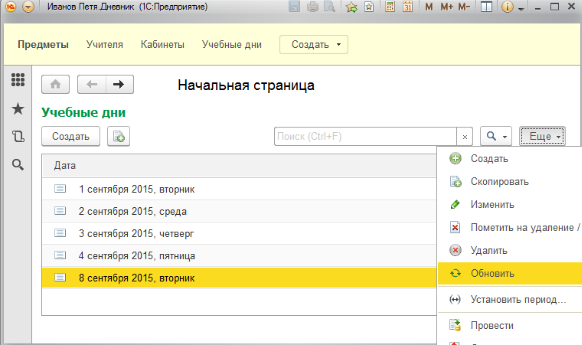 Иванов Петя.Дневник (1С:Предприятие)
M M+ M-
Предметы Учителя Кабинеты Учебные дни Создать
Начальная страница
Учебные дни
Создать Поиск (Ctrl+F) × Еще
Дата
1 сентября 2015, вторник
2 сентября 2015, среда
3 сентября 2015, четверг
4 сентября 2015, пятница
8 сентября 2015, вторник
Создать
Скопировать
Изменить
Пометить на удаление /
Удалить
Обновить
Установить период...
Провести